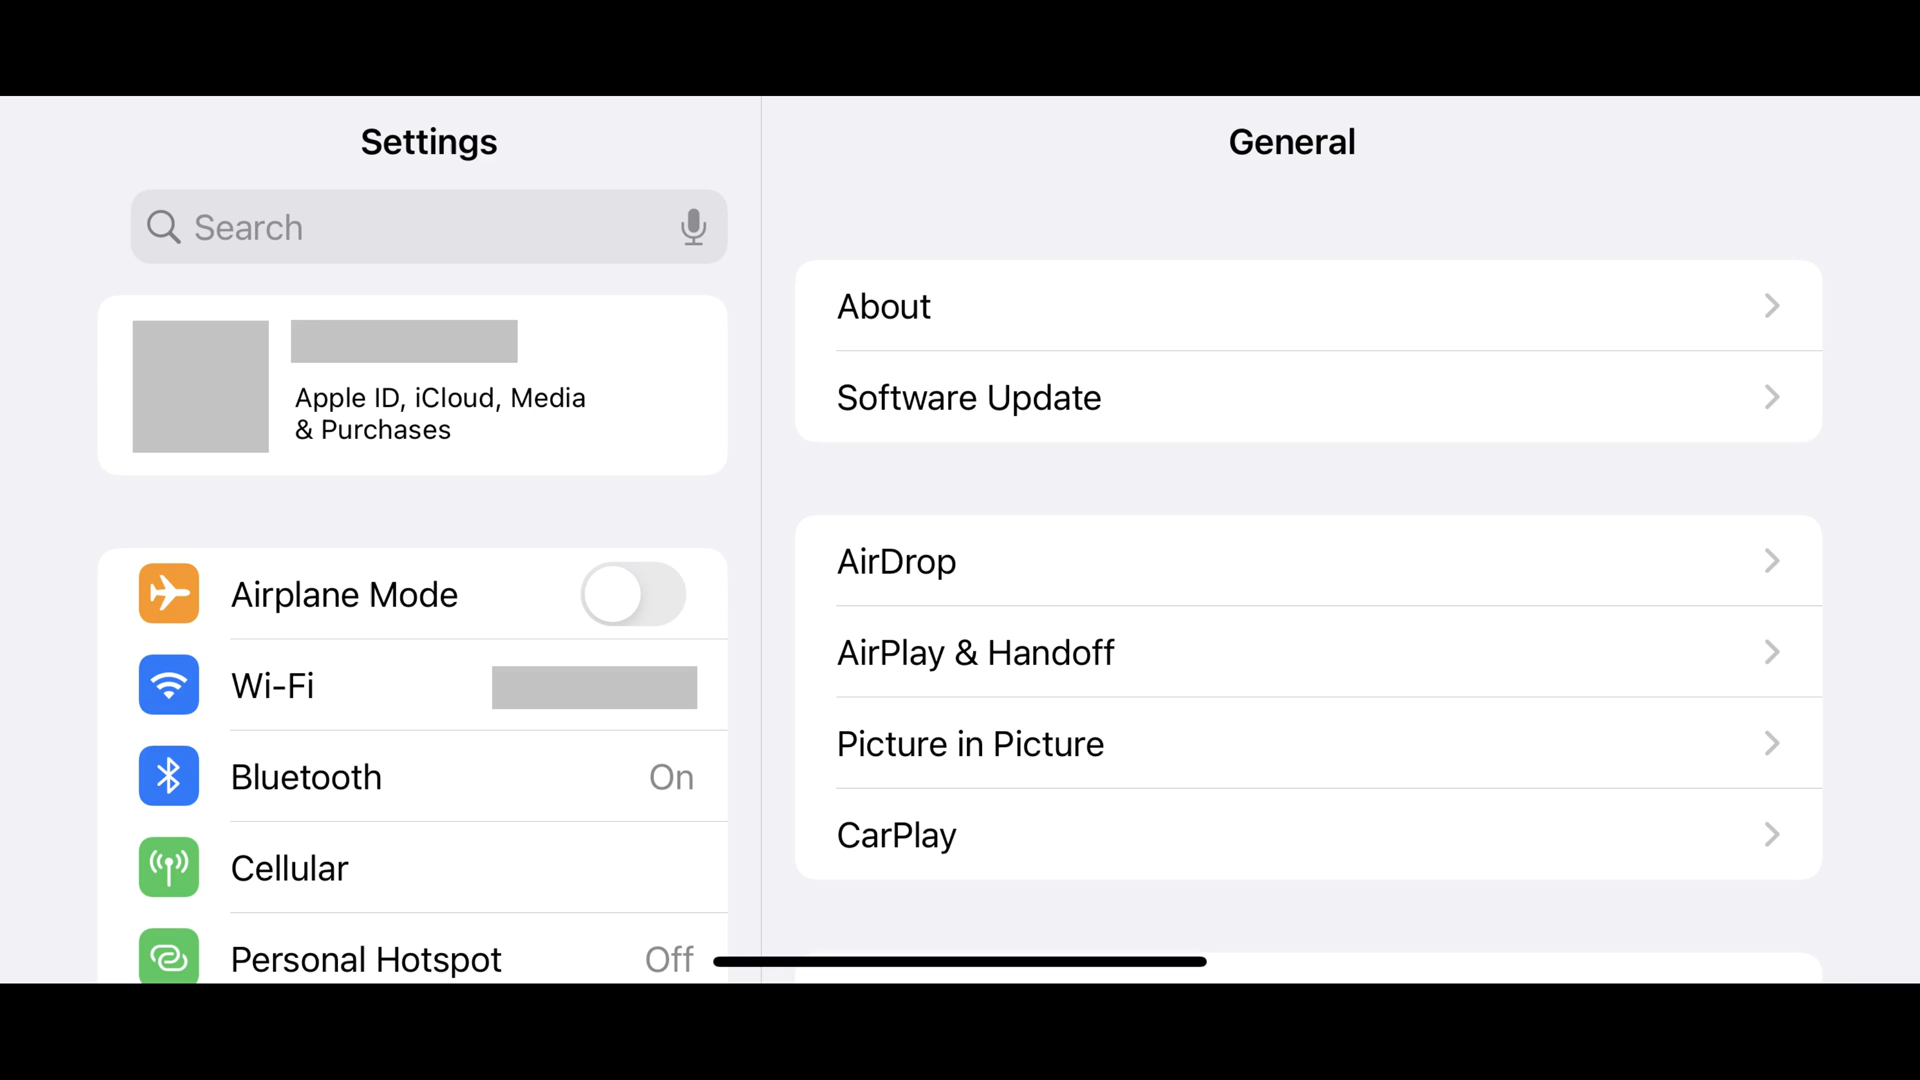 Settings
Search
Apple ID, iCloud, Media
& Purchases
Airplane Mode
Wi-Fi
Bluetooth On
Cellular
Personal Hotspot Off
General
About
Software Update
AirDrop
AirPlay & Handoff
Picture in Picture
CarPlay